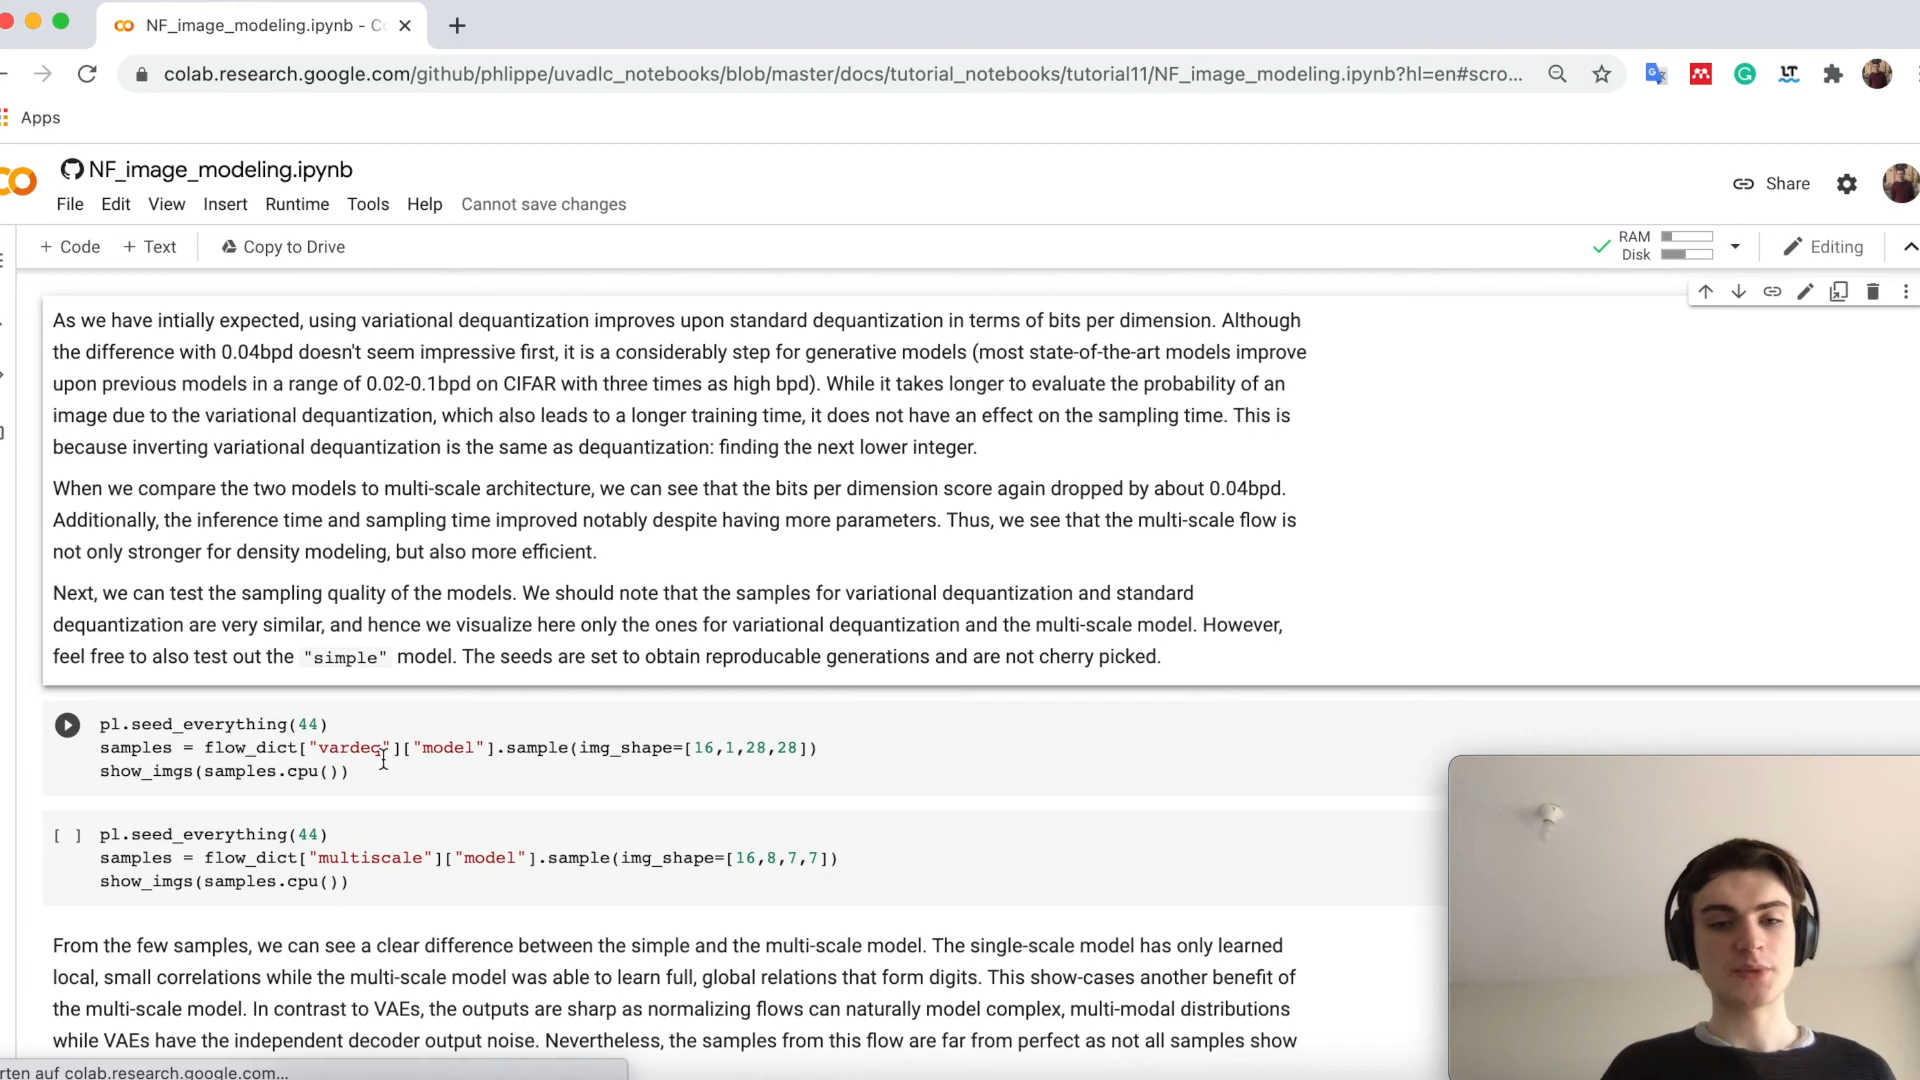 NF_image_modeling.ipynb - Co
colab.research.google.com/github/phlippe/uvadlc_notebooks/blob/master/docs/tutorial_notebooks/tutorial11/NF_image_modeling.ipynb?hl=en#scro...
Apps
NF_image_modeling.ipynb
Share
File Edit View Insert Runtime Tools Help Cannot save changes
+ Code + Text Copy to Drive
RAM
Disk
Editing
As we have intially expected, using variational dequantization improves upon standard dequantization in terms of bits per dimension. Although
the difference with 0.04bpd doesn't seem impressive first, it is a considerably step for generative models (most state-of-the-art models improve
upon previous models in a range of 0.02-0.1bpd on CIFAR with three times as high bpd). While it takes longer to evaluate the probability of an
image due to the variational dequantization, which also leads to a longer training time, it does not have an effect on the sampling time. This is
because inverting variational dequantization is the same as dequantization: finding the next lower integer.
When we compare the two models to multi-scale architecture, we can see that the bits per dimension score again dropped by about 0.04bpd.
Additionally, the inference time and sampling time improved notably despite having more parameters. Thus, we see that the multi-scale flow is
not only stronger for density modeling, but also more efficient.
Next, we can test the sampling quality of the models. We should note that the samples for variational dequantization and standard
dequantization are very similar, and hence we visualize here only the ones for variational dequantization and the multi-scale model. However,
feel free to also test out the "simple" model. The seeds are set to obtain reproducable generations and are not cherry picked.
pl.seed_everything(44)
samples = flow_dict["vardeq"]["model"].sample(img_shape=[16,1,28,28])
show_imgs(samples.cpu())
[ ] pl.seed_everything(44)
samples = flow_dict["multiscale"]["model"].sample(img_shape=[16,8,7,7])
show_imgs(samples.cpu())
From the few samples, we can see a clear difference between the simple and the multi-scale model. The single-scale model has only learned
local, small correlations while the multi-scale model was able to learn full, global relations that form digits. This show-cases another benefit of
the multi-scale model. In contrast to VAEs, the outputs are sharp as normalizing flows can naturally model complex, multi-modal distributions
while VAEs have the independent decoder output noise. Nevertheless, the samples from this flow are far from perfect as not all samples show
rten auf colab.research.google.com...